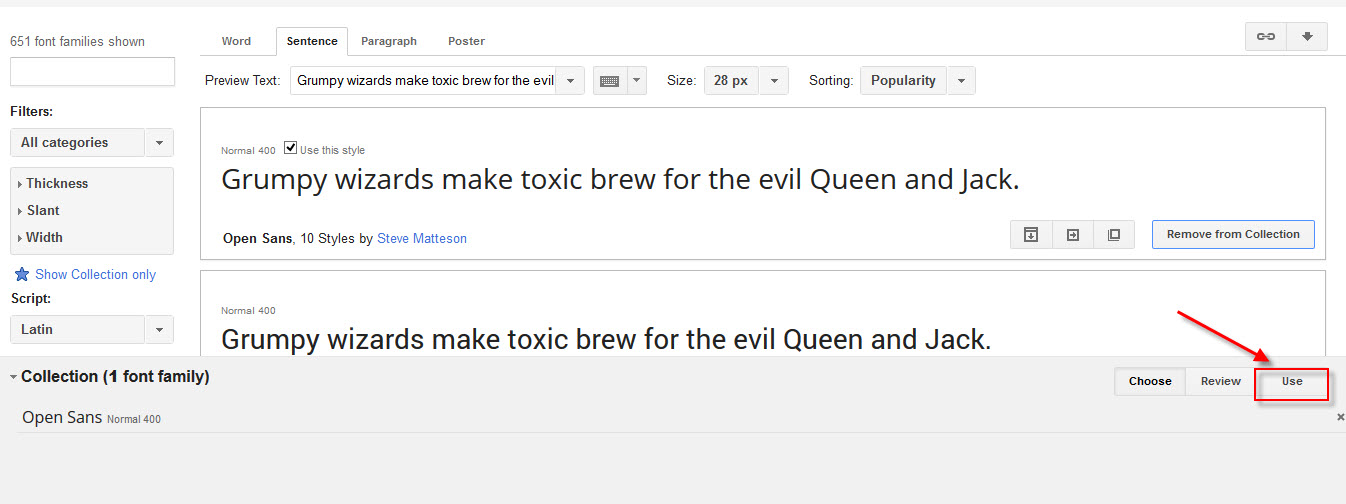 651 font families shown
Word Sentence Paragraph Poster
Preview Text: Grumpy wizards make toxic brew for the evil Size: 28 px Sorting: Popularity
Filters:
All categories
Thickness
Slant
Width
Show Collection only
Script:
Latin
Normal 400 Use this style
Grumpy wizards make toxic brew for the evil Queen and Jack.
Open Sans, 10 Styles by Steve Matteson
Remove from Collection
Normal 400
Grumpy wizards make toxic brew for the evil Queen and Jack.
Collection (1 font family)
Choose Review Use
Open Sans Normal 400